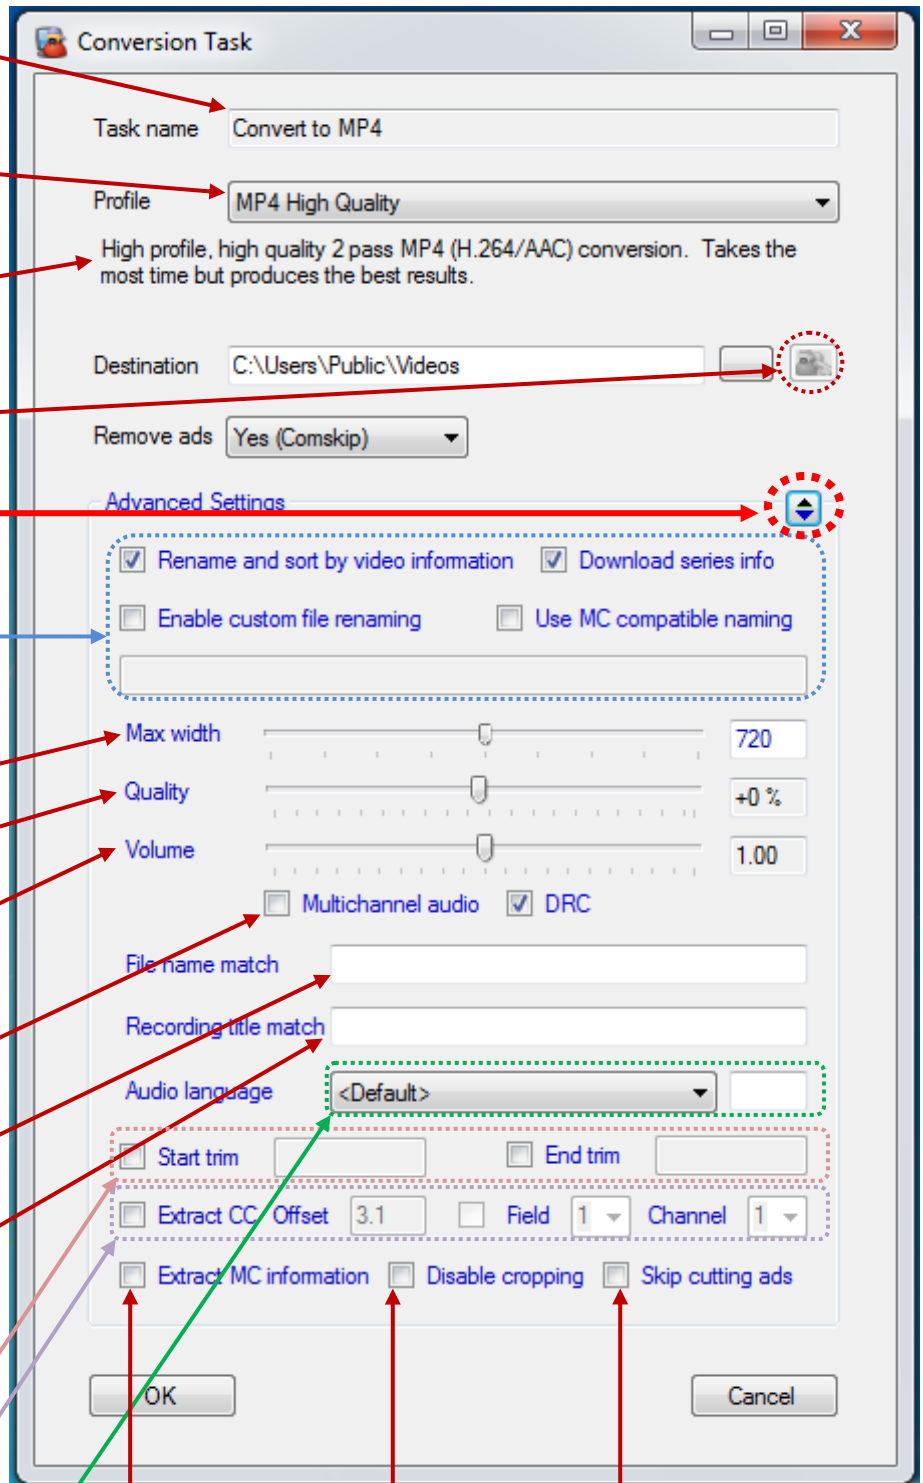 Conversion Task
Task name Convert to MP4
Profile MP4 High Quality
High profile, high quality 2 pass MP4 (H.264/AAC) conversion. Takes the
most time but produces the best results.
Destination C:\Users\Public\Videos
Remove ads Yes (Comskip)
Advanced Settings
Rename and sort by video information Download series info
Enable custom file renaming Use MC compatible naming
Max width 720
Quality +0 %
Volume 1.00
Multichannel audio DRC
File name match
Recording title match
Audio language <Default>
Start trim End trim
Extract CC Offset 3.1 Field 1 Channel 1
Extract MC information Disable cropping Skip cutting ads
OK Cancel